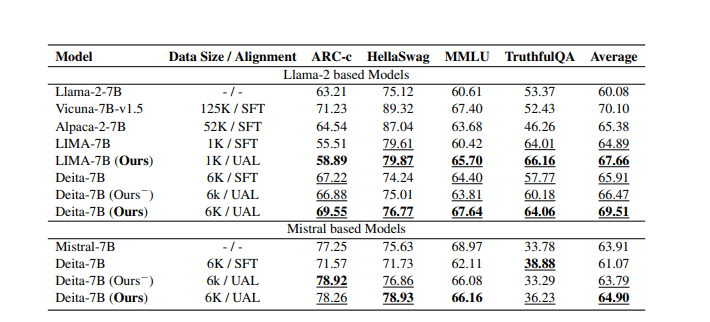 Model Data Size / Alignment ARC-c HellaSwag MMLU TruthfulQA Average
Llama-2 based Models
Llama-2-7B - / - 63.21 75.12 60.61 53.37 60.08
Vicuna-7B-v1.5 125K / SFT 71.23 89.32 67.40 52.43 70.10
Alpaca-2-7B 52K / SFT 64.54 87.04 63.68 46.26 65.38
LIMA-7B 1K / SFT 55.51 79.61 60.42 64.01 64.89
LIMA-7B (Ours) 1K / UAL 58.89 79.87 65.70 66.16 67.66
Deita-7B 6K / SFT 67.22 74.24 64.40 57.77 65.91
Deita-7B (Ours⁻) 6k / UAL 66.88 75.01 63.81 60.18 66.47
Deita-7B (Ours) 6K / UAL 69.55 76.77 67.64 64.06 69.51
Mistral based Models
Mistral-7B - / - 77.25 75.63 68.97 33.78 63.91
Deita-7B 6K / SFT 71.57 71.73 62.11 38.88 61.07
Deita-7B (Ours⁻) 6k / UAL 78.92 76.86 66.08 33.29 63.79
Deita-7B (Ours) 6K / UAL 78.26 78.93 66.16 36.23 64.90